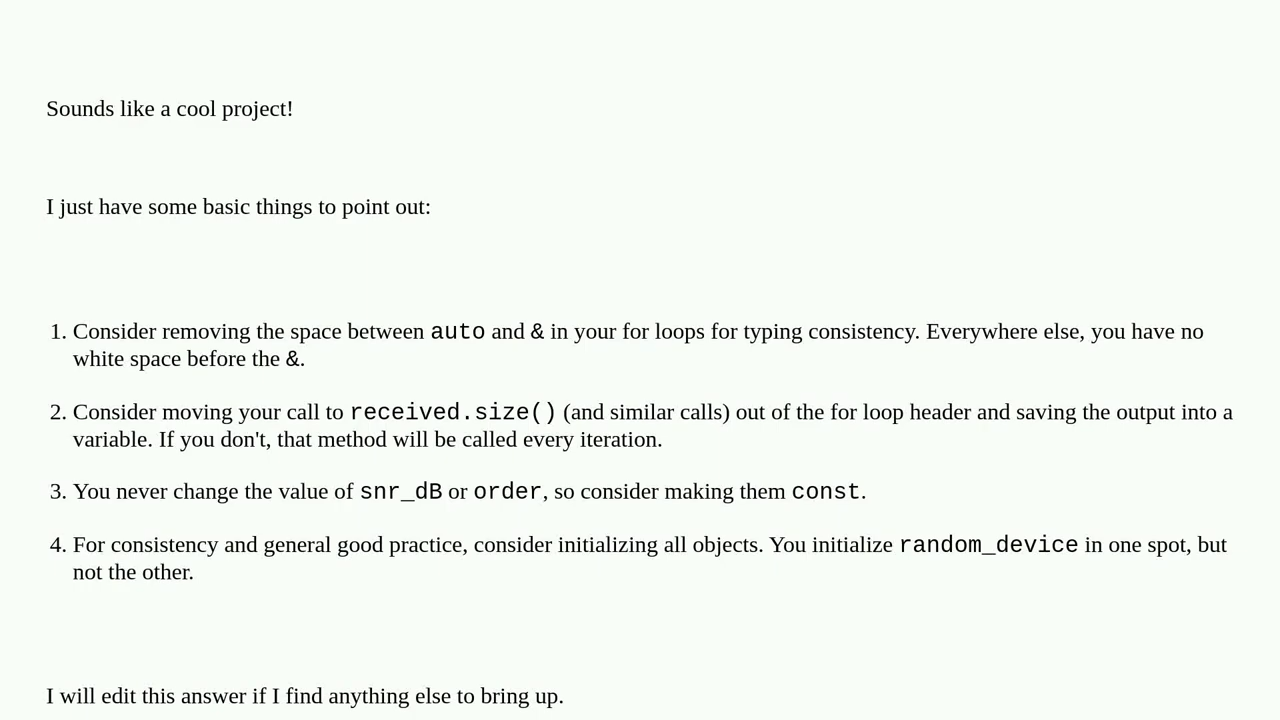 Sounds like a cool project!
I just have some basic things to point out:
1. Consider removing the space between auto and & in your for loops for typing consistency. Everywhere else, you have no
white space before the &.
2. Consider moving your call to received.size() (and similar calls) out of the for loop header and saving the output into a
variable. If you don't, that method will be called every iteration.
3. You never change the value of snr_dB or order, so consider making them const.
4. For consistency and general good practice, consider initializing all objects. You initialize random_device in one spot, but
not the other.
I will edit this answer if I find anything else to bring up.